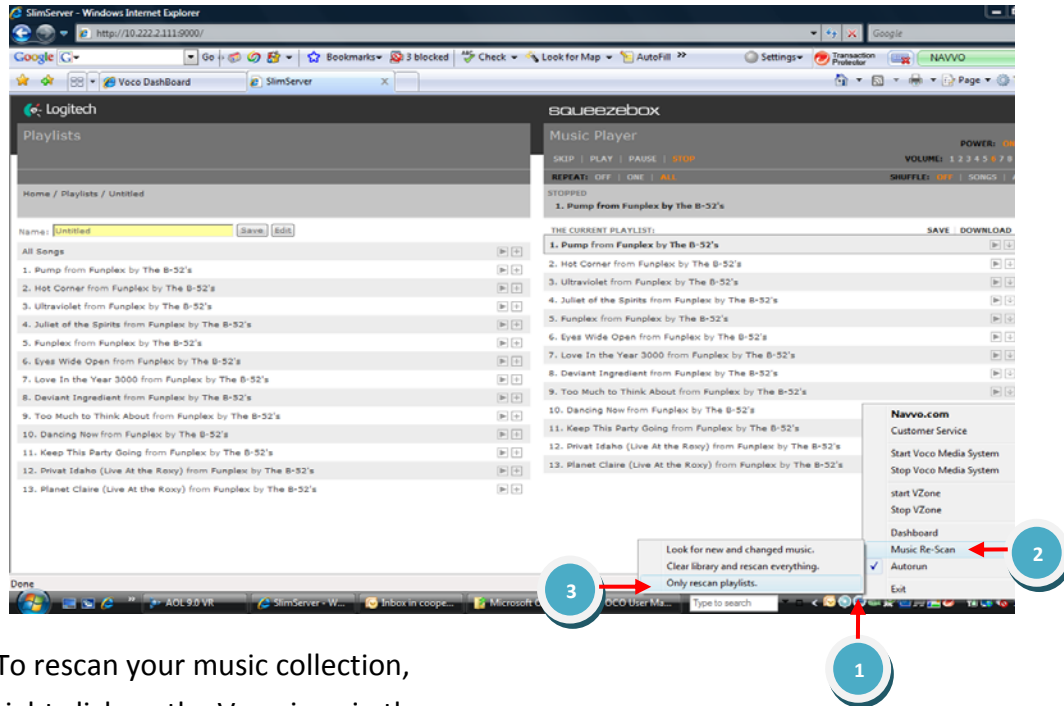 SlimServer - Windows Internet Explorer
http://10.222.2.111:9000/
Google
Google G Go Bookmarks 3 blocked Check Look for Map AutoFill Settings Transaction Protector NAVVO
Voco DashBoard SlimServer X Page
Logitech
Playlists
Home / Playlists / Untitled
Name: Untitled Save Edit
All Songs
1. Pump from Funplex by The B-52's
2. Hot Corner from Funplex by The B-52's
3. Ultraviolet from Funplex by The B-52's
4. Juliet of the Spirits from Funplex by The B-52's
5. Funplex from Funplex by The B-52's
6. Eyes Wide Open from Funplex by The B-52's
7. Love In the Year 3000 from Funplex by The B-52's
8. Deviant Ingredient from Funplex by The B-52's
9. Too Much to Think About from Funplex by The B-52's
10. Dancing Now from Funplex by The B-52's
11. Keep This Party Going from Funplex by The B-52's
12. Privat Idaho (Live At the Roxy) from Funplex by The B-52's
13. Planet Claire (Live At the Roxy) from Funplex by The B-52's
squeezebox
Music Player
POWER: ON
SKIP | PLAY | PAUSE | STOP VOLUME: 1 2 3 4 5 6 7 8
REPEAT: OFF | ONE | ALL SHUFFLE: OFF | SONGS |
STOPPED
1. Pump from Funplex by The B-52's
THE CURRENT PLAYLIST: SAVE | DOWNLOAD
1. Pump from Funplex by The B-52's
2. Hot Corner from Funplex by The B-52's
3. Ultraviolet from Funplex by The B-52's
4. Juliet of the Spirits from Funplex by The B-52's
5. Funplex from Funplex by The B-52's
6. Eyes Wide Open from Funplex by The B-52's
7. Love In the Year 3000 from Funplex by The B-52's
8. Deviant Ingredient from Funplex by The B-52's
9. Too Much to Think About from Funplex by The B-52's
10. Dancing Now from Funplex by The B-52's
11. Keep This Party Going from Funplex by The B-52's
12. Privat Idaho (Live At the Roxy) from Funplex by The B-52's
13. Planet Claire (Live At the Roxy) from Funplex by The B-52's
Navvo.com
Customer Service
Start Voco Media System
Stop Voco Media System
start VZone
Stop VZone
Dashboard
Music Re-Scan
Autorun
Exit
2
Look for new and changed music.
Clear library and rescan everything.
Only rescan playlists.
3
Done
AOL 9.0 VR SlimServer - W... Inbox in coope... Microsoft OCO User Ma... Type to search
1
To rescan your music collection,